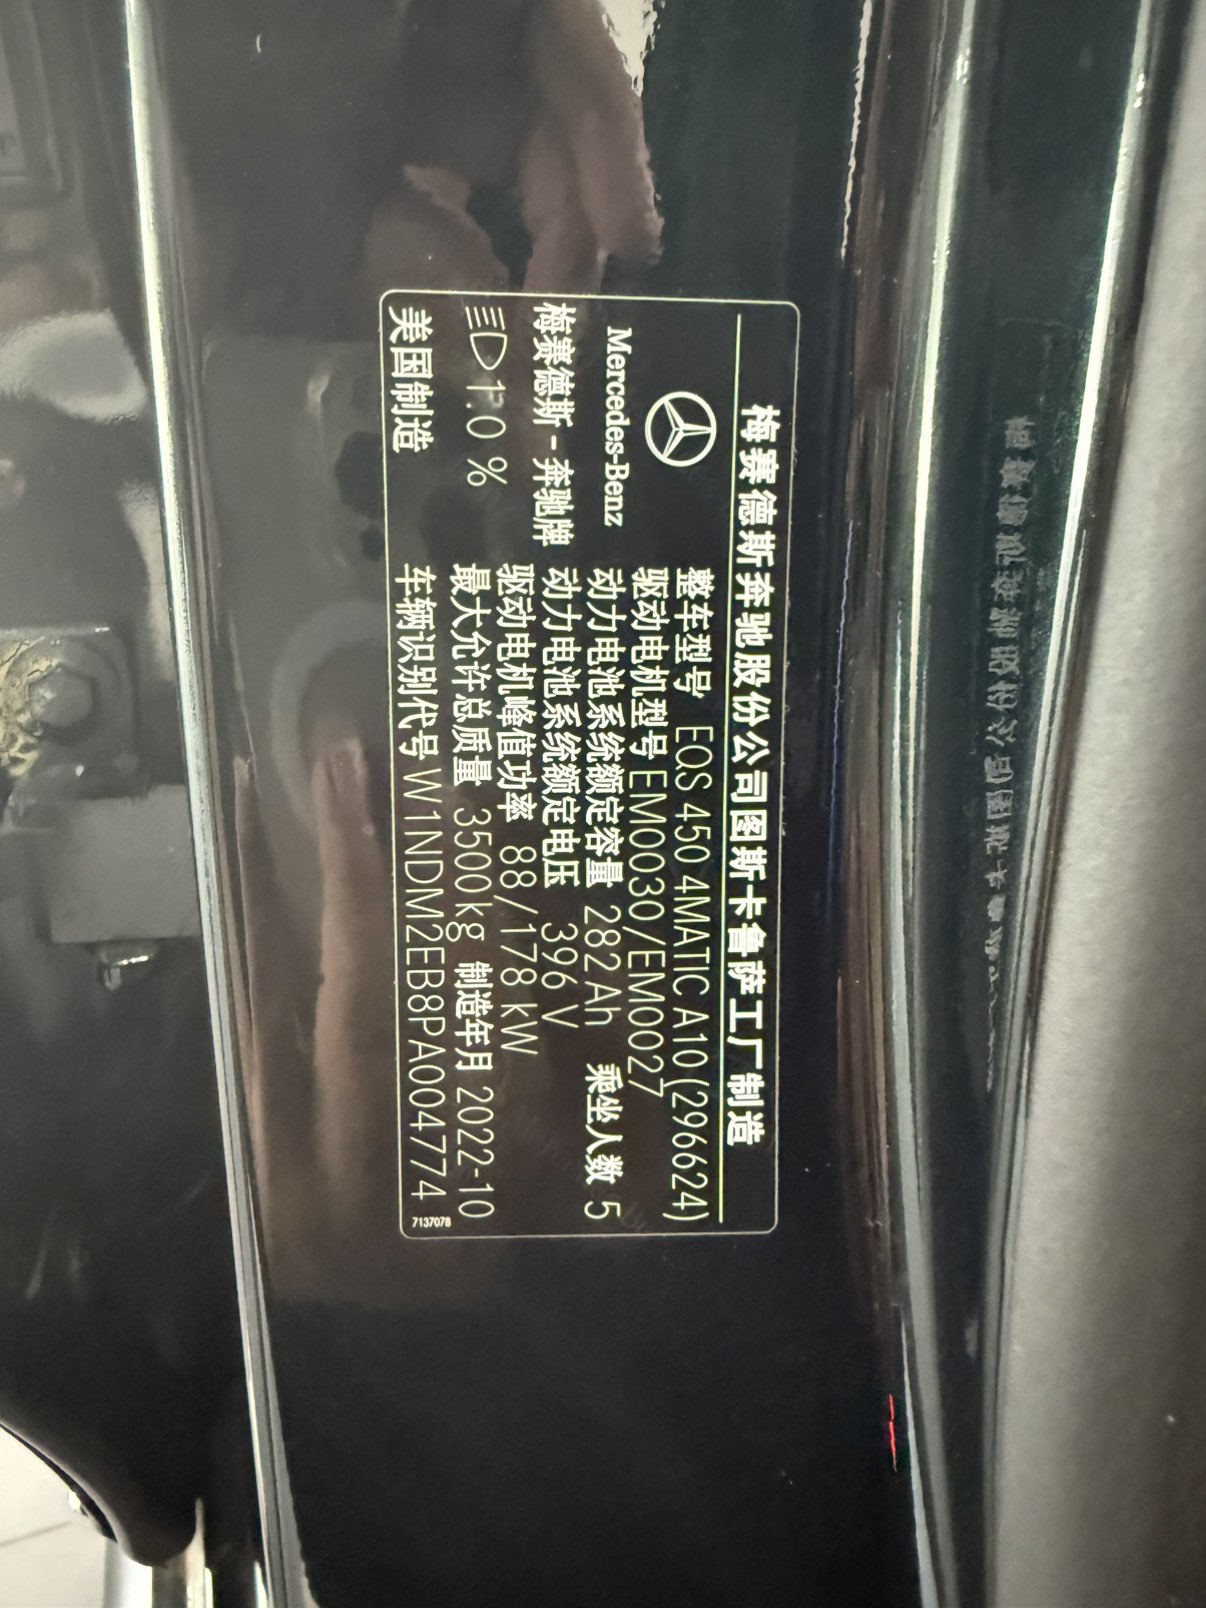 梅赛德斯奔驰股份公司图斯卡鲁萨工厂制造
Mercedes-Benz
梅赛德斯-奔驰牌
1.0 %
美国制造
整车型号 EQS 450 4MATIC A10 (296624)
驱动电机型号 EM0030/EM0027
动力电池系统额定容量 282 Ah 乘坐人数 5
动力电池系统额定电压 396 V
驱动电机峰值功率 88/178 kW
最大允许总质量 3500kg 制造年月 2022-10
车辆识别代号 W1NDM2EB8PA004774
7137078